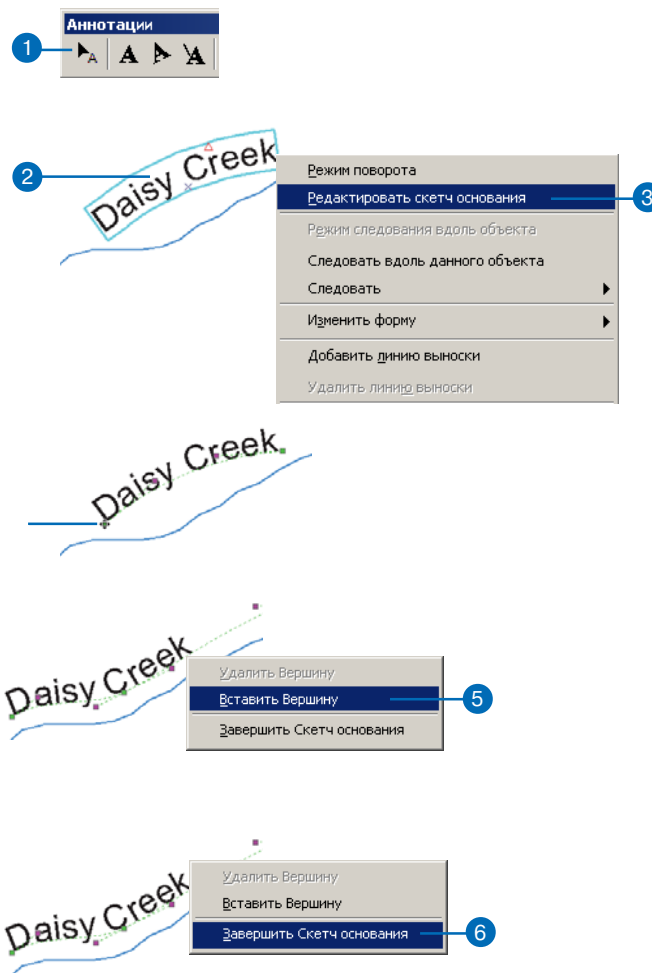 Аннотации
1
A A A A
2
Daisy Creek
Режим поворота
Редактировать скетч основания
3
Режим следования вдоль объекта
Следовать вдоль данного объекта
Следовать
Изменить форму
Добавить линию выноски
Удалить линию выноски
Daisy Creek
Daisy Creek
Удалить Вершину
Вставить Вершину
5
Завершить Скетч основания
Daisy Creek
Удалить Вершину
Вставить Вершину
Завершить Скетч основания
6